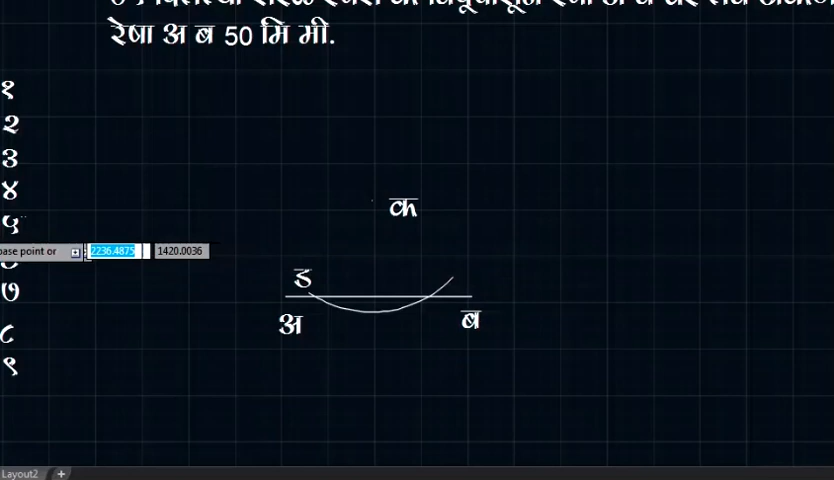 रेषा अ ब 50 मि मी.
१
२
३
४
५
base point or 2236.4875 1420.0036
७
८
९
क
ड
अ
ब
Layout2 +